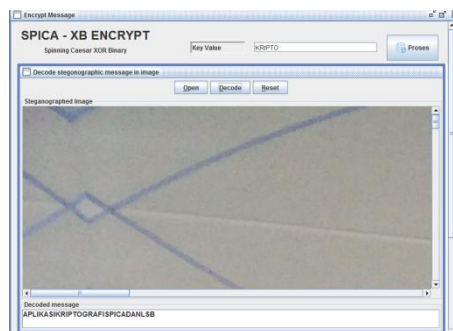 Encrypt Message
SPICA - XB ENCRYPT
Spinning Caesar XOR Binary
Key Value
KRIPTO
Proses
Decode steganographic message in image
Open Decode Reset
Steganographed Image
Decoded message
APLIKASIKRIPTOGRAFISPICADANLSB